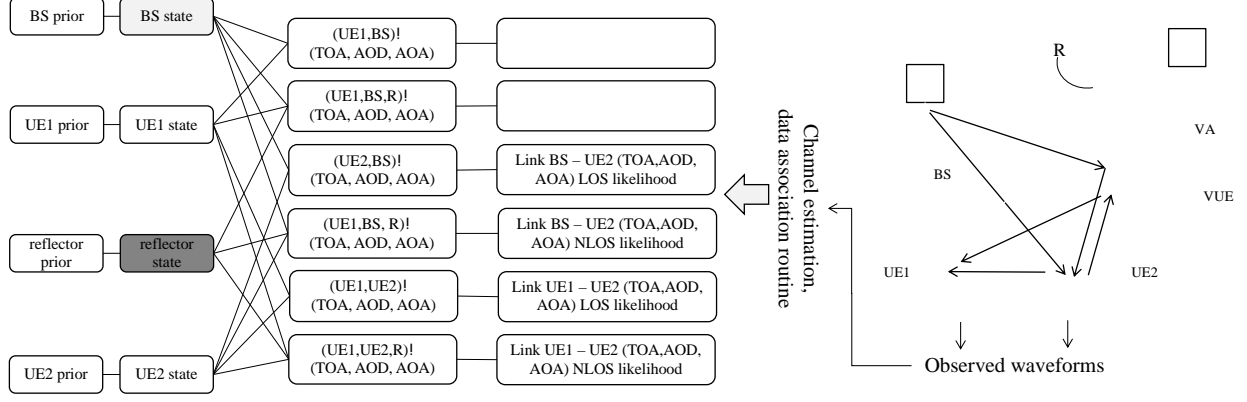 BS prior
BS state
(UE1,BS)!
(TOA, AOD, AOA)
UE1 prior
UE1 state
(UE1,BS,R)!
(TOA, AOD, AOA)
(UE2,BS)!
(TOA, AOD, AOA)
Link BS – UE2 (TOA,AOD,
AOA) LOS likelihood
reflector
prior
reflector
state
(UE1,BS, R)!
(TOA, AOD, AOA)
Link BS – UE2 (TOA,AOD,
AOA) NLOS likelihood
(UE1,UE2)!
(TOA, AOD, AOA)
Link UE1 – UE2 (TOA,AOD,
AOA) LOS likelihood
UE2 prior
UE2 state
(UE1,UE2,R)!
(TOA, AOD, AOA)
Link UE1 – UE2 (TOA,AOD,
AOA) NLOS likelihood
Channel estimation,
data association routine
R
VA
BS
VUE
UE1
UE2
Observed waveforms